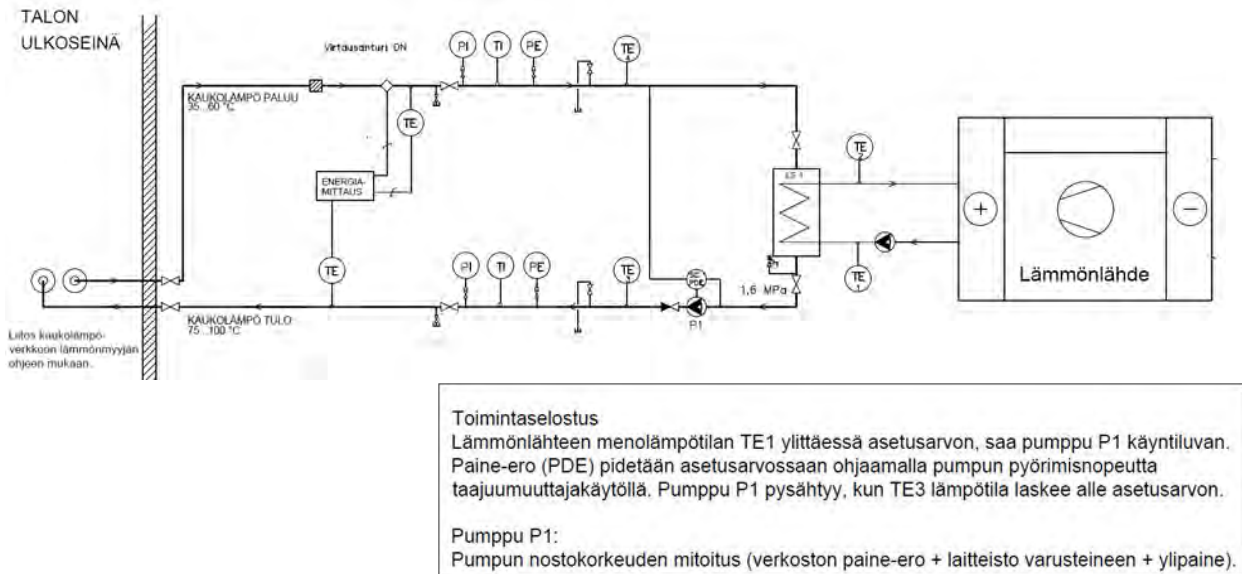 TALON
ULKOSEINÄ
Virtausanturi DN
PI
TI
PE
TE
4
KAUKOLÄMPÖ PALUU
35...60 °C
TE
ENERGIA-
MITTAUS
LS 1
TE
2
+
−
Lämmönlähde
TE
PI
TI
PE
TE
3
PDE
1,6 MPa
TE
1
P1
KAUKOLÄMPÖ TULO
75...100 °C
Liitos kaukolämpö-
verkkoon lämmönmyyjän
ohjeen mukaan.
Toimintaselostus
Lämmönlähteen menolämpötilan TE1 ylittäessä asetusarvon, saa pumppu P1 käyntiluvan.
Paine-ero (PDE) pidetään asetusarvossaan ohjaamalla pumpun pyörimisnopeutta
taajuumuuttajakäytöllä. Pumppu P1 pysähtyy, kun TE3 lämpötila laskee alle asetusarvon.
Pumppu P1:
Pumpun nostokorkeuden mitoitus (verkoston paine-ero + laitteisto varusteineen + ylipaine).